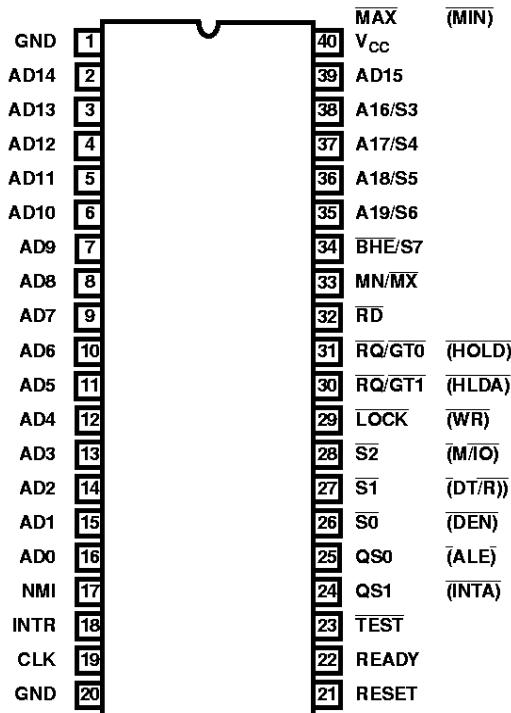 MAX (MIN)
GND 1 40 VCC
AD14 2 39 AD15
AD13 3 38 A16/S3
AD12 4 37 A17/S4
AD11 5 36 A18/S5
AD10 6 35 A19/S6
AD9 7 34 BHE/S7
AD8 8 33 MN/MX
AD7 9 32 RD
AD6 10 31 RQ/GT0 (HOLD)
AD5 11 30 RQ/GT1 (HLDA)
AD4 12 29 LOCK (WR)
AD3 13 28 S2 (M/IO)
AD2 14 27 S1 (DT/R))
AD1 15 26 S0 (DEN)
AD0 16 25 QS0 (ALE)
NMI 17 24 QS1 (INTA)
INTR 18 23 TEST
CLK 19 22 READY
GND 20 21 RESET